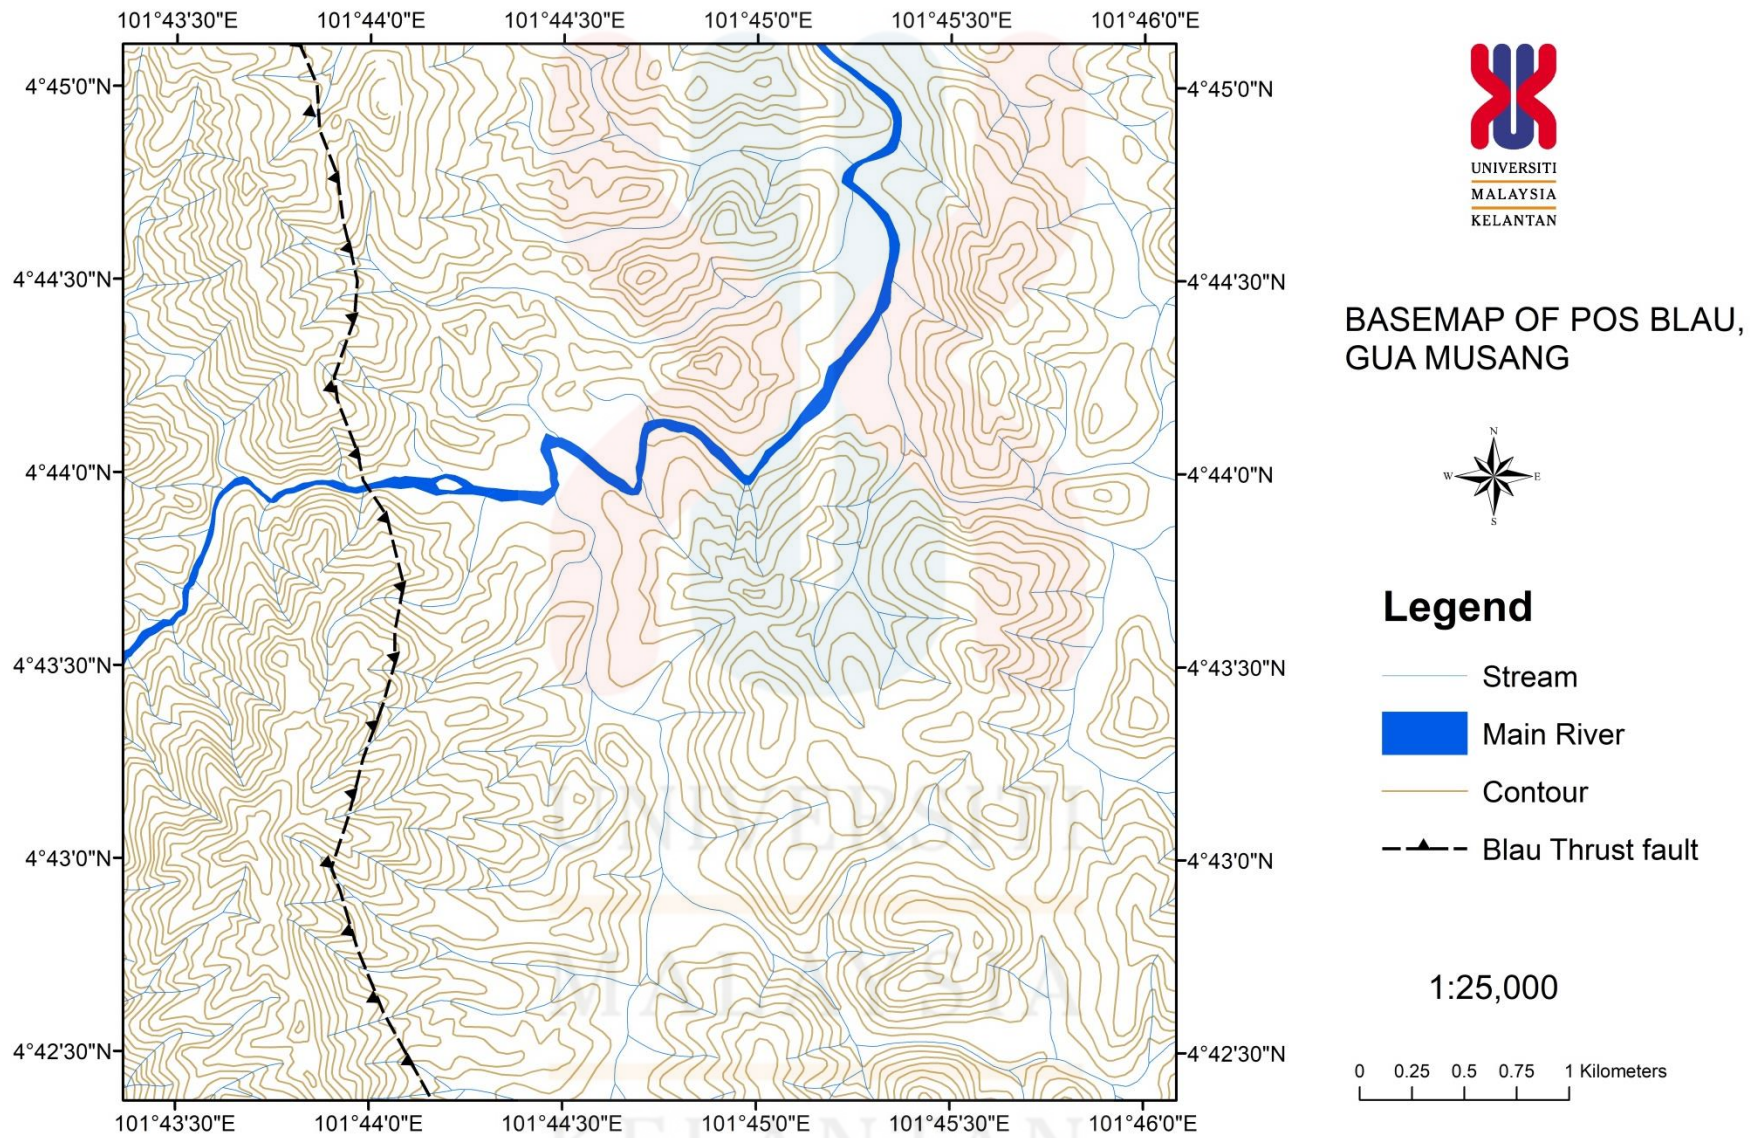 101°43'30"E 101°44'0"E 101°44'30"E 101°45'0"E 101°45'30"E 101°46'0"E
4°45'0"N 4°45'0"N
4°44'30"N 4°44'30"N
4°44'0"N 4°44'0"N
4°43'30"N 4°43'30"N
4°43'0"N 4°43'0"N
4°42'30"N 4°42'30"N
101°43'30"E 101°44'0"E 101°44'30"E 101°45'0"E 101°45'30"E 101°46'0"E
UNIVERSITI
MALAYSIA
KELANTAN
UNIVERSITI
MALAYSIA
KELANTAN
BASEMAP OF POS BLAU,
GUA MUSANG
N
W E
S
Legend
Stream
Main River
Contour
Blau Thrust fault
1:25,000
0 0.25 0.5 0.75 1 Kilometers